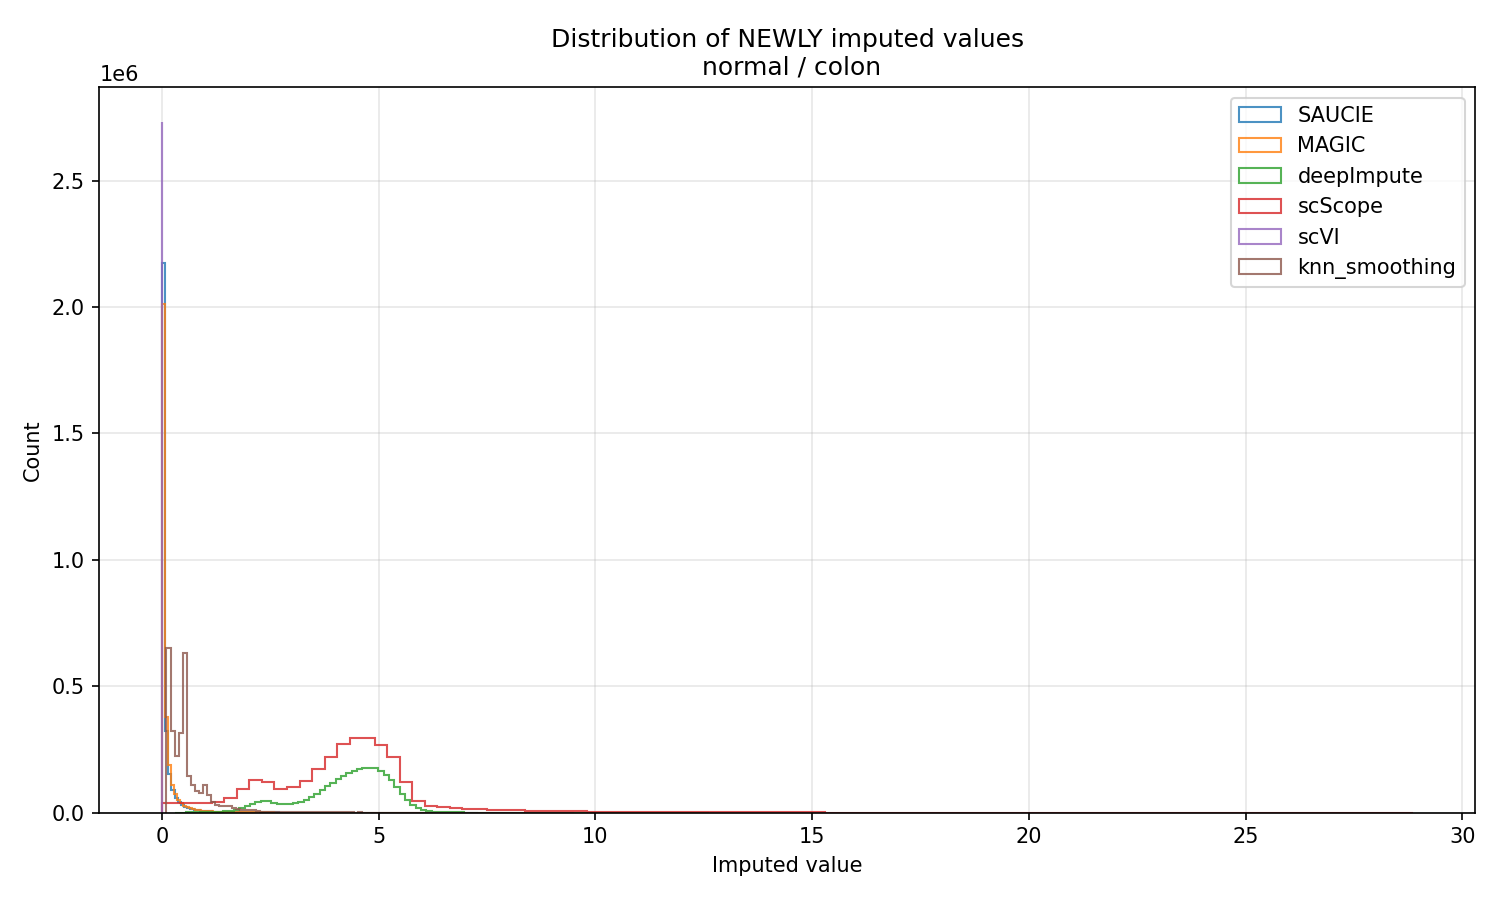 Distribution of NEWLY imputed values
normal / colon
1e6
SAUCIE
MAGIC
deepImpute
scScope
scVI
knn_smoothing
2.5
2.0
1.5
1.0
0.5
0.0
Count
0
5
10
15
20
25
30
Imputed value